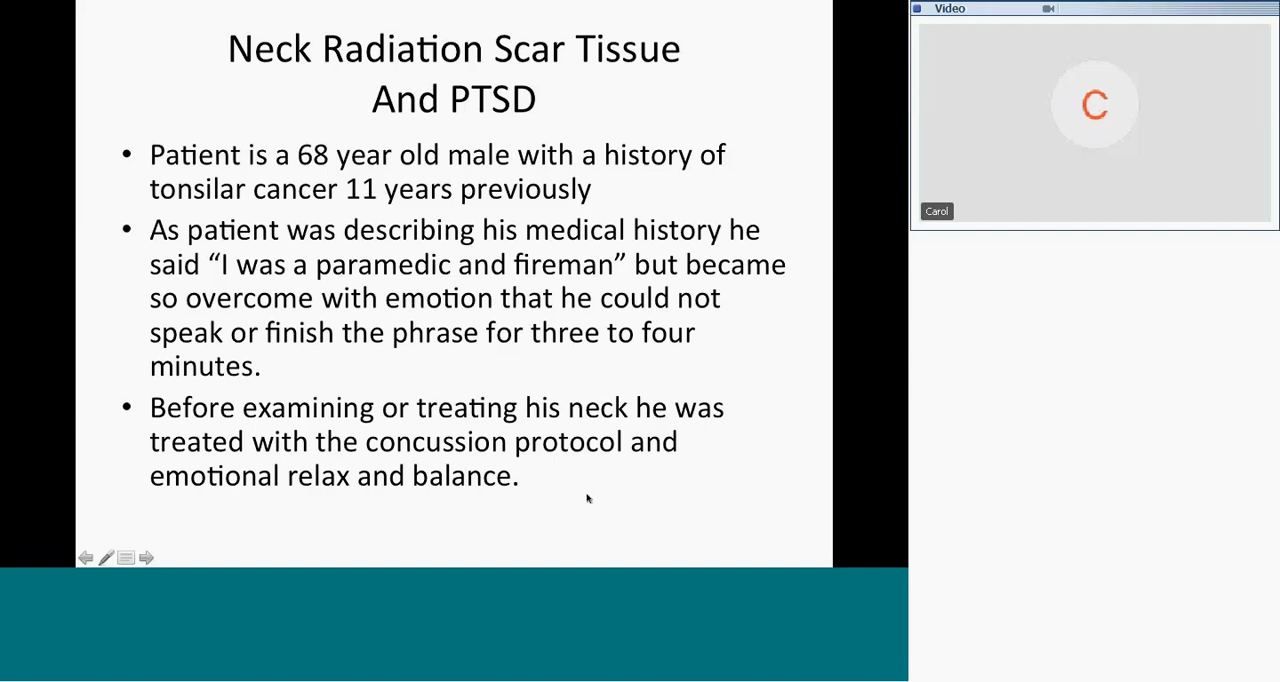 Neck Radiation Scar Tissue
And PTSD
• Patient is a 68 year old male with a history of
tonsilar cancer 11 years previously
• As patient was describing his medical history he
said “I was a paramedic and fireman” but became
so overcome with emotion that he could not
speak or finish the phrase for three to four
minutes.
• Before examining or treating his neck he was
treated with the concussion protocol and
emotional relax and balance.
Video
C
Carol